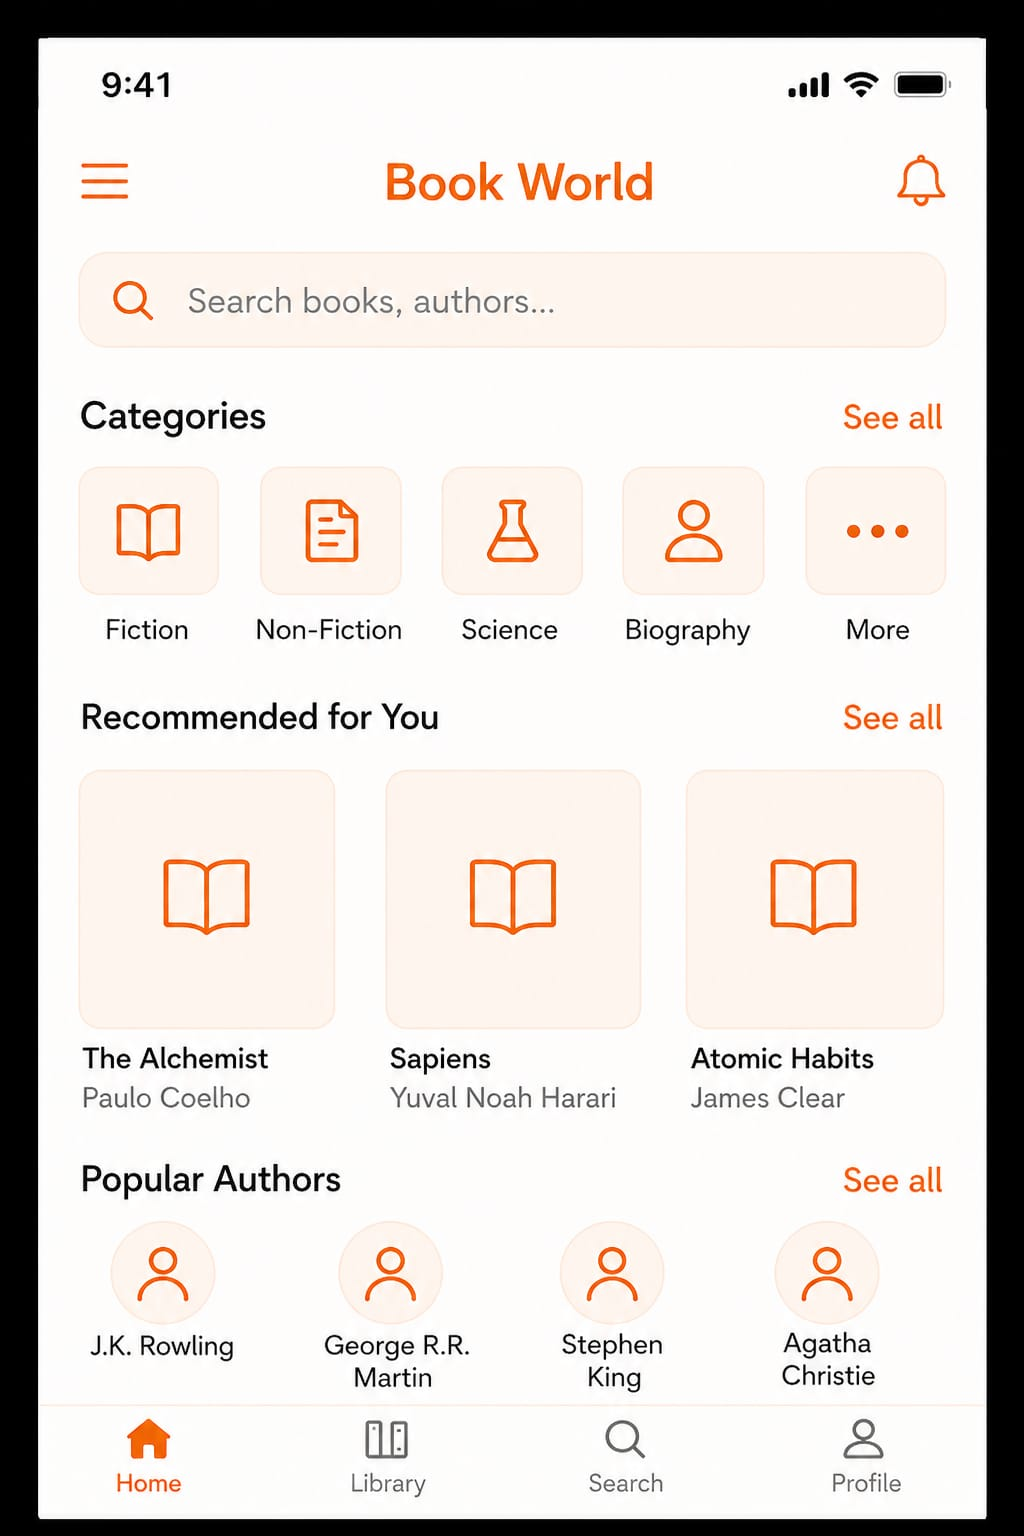 9:41
Book World
Search books, authors...
Categories
See all
Fiction
Non-Fiction
Science
Biography
More
Recommended for You
See all
The Alchemist
Paulo Coelho
Sapiens
Yuval Noah Harari
Atomic Habits
James Clear
Popular Authors
See all
J.K. Rowling
George R.R.
Martin
Stephen
King
Agatha
Christie
Home
Library
Search
Profile